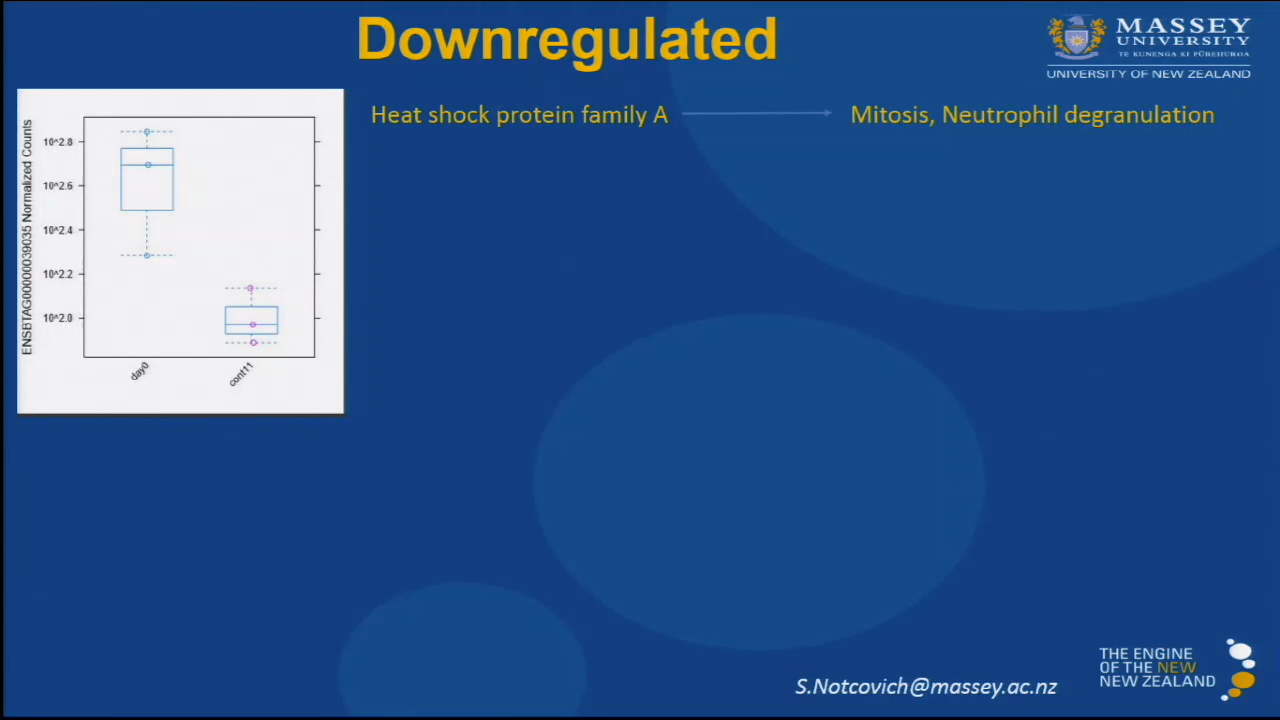 Downregulated
MASSEY
UNIVERSITY
TE KUNENGA KI PŪREHUROA
UNIVERSITY OF NEW ZEALAND
Heat shock protein family A
Mitosis, Neutrophil degranulation
ENSBTAG00000039035 Normalized Counts
10^2.8
10^2.6
10^2.4
10^2.2
10^2.0
day0
cont11
S.Notcovich@massey.ac.nz
THE ENGINE
OF THE NEW
NEW ZEALAND